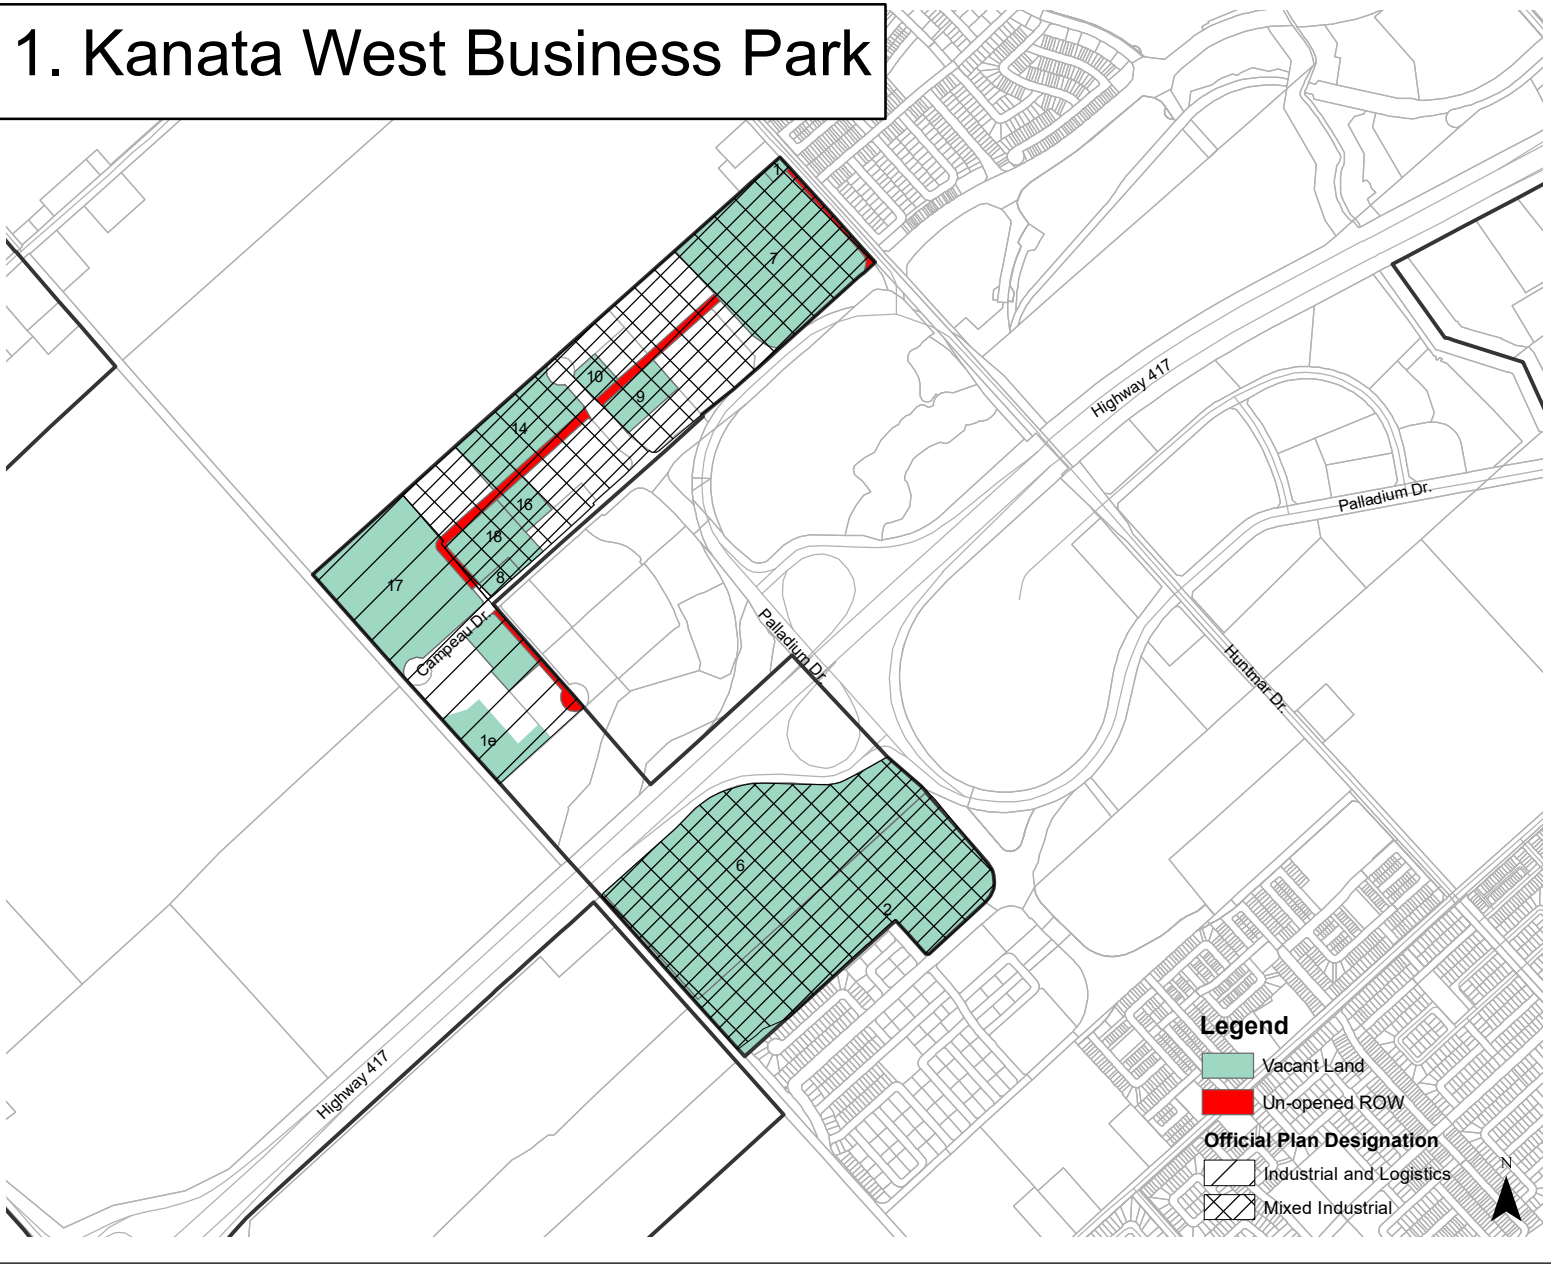 1. Kanata West Business Park
1
7
Highway 417
10
9
14
Palladium Dr.
16
18
8
17
Campeau Dr.
Palladium Dr.
Huntmar Dr.
1e
6
2
Highway 417
Legend
Vacant Land
Un-opened ROW
Official Plan Designation
Industrial and Logistics
Mixed Industrial
N